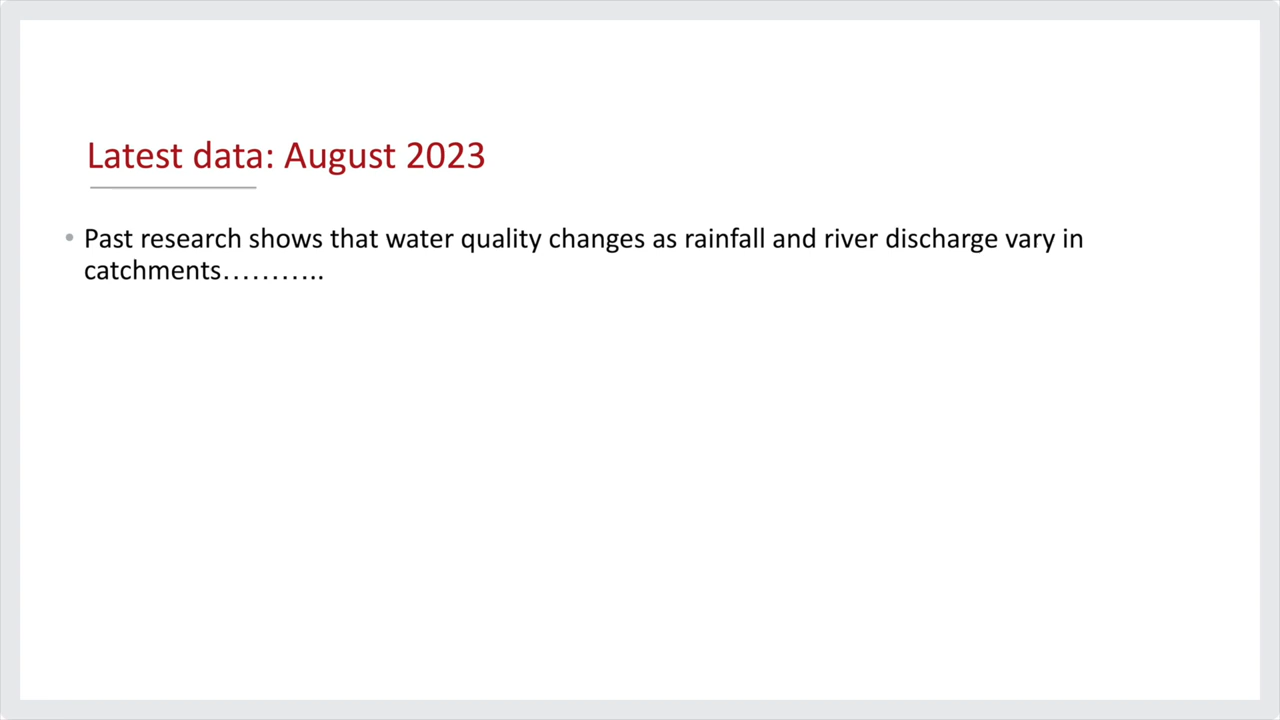 Latest data: August 2023
• Past research shows that water quality changes as rainfall and river discharge vary in
catchments………..